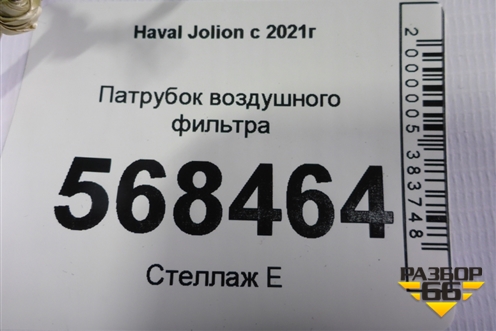 Haval Jolion с 2021г
Патрубок воздушного
фильтра
568464
Стеллаж Е
2000005383748
РАЗБОР
66